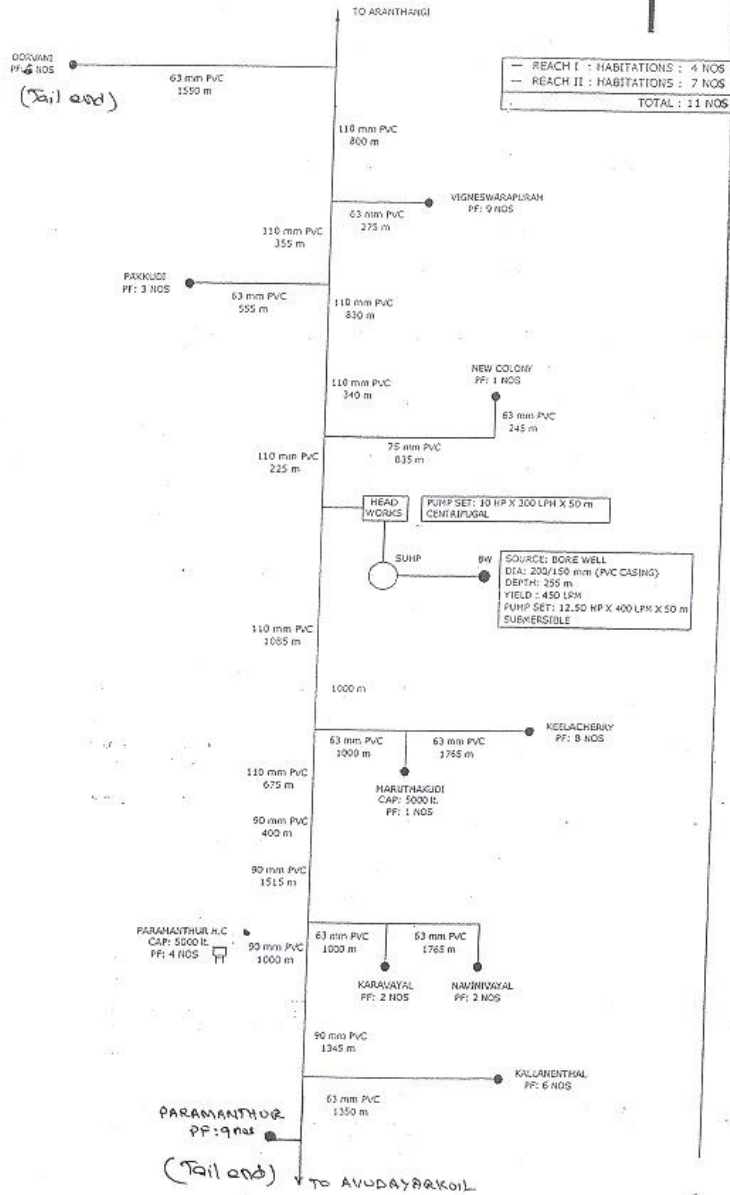 TO ARANTHANGI
OORVANI
NOS
(Tail end)
63 mm PVC
1550 m
— REACH I : HABITATIONS : 4 NOS
— REACH II : HABITATIONS : 7 NOS
TOTAL : 11 NOS
110 mm PVC
800 m
VIGNESWARAPURAM
PF: 9 NOS
63 mm PVC
275 m
110 mm PVC
355 m
PAKKUDI
PF: 3 NOS
63 mm PVC
555 m
110 mm PVC
830 m
NEW COLONY
PF: 1 NOS
110 mm PVC
340 m
63 mm PVC
245 m
75 mm PVC
835 m
110 mm PVC
225 m
HEAD
WORKS
PUMP SET: 10 HP X 300 LPM X 50 m
CENTRIFUGAL
SUMP
BW
SOURCE: BORE WELL
DIA: 200/150 mm (PVC CASING)
DEPTH: 255 m
YIELD : 450 LPM
PUMP SET: 12.50 HP X 400 LPM X 50 m
SUBMERSIBLE
110 mm PVC
1085 m
1000 m
KEELACHERRY
PF: 8 NOS
63 mm PVC
1000 m
63 mm PVC
1765 m
110 mm PVC
675 m
MARUTHAKUDI
CAP: 5000 lt.
PF: 1 NOS
90 mm PVC
400 m
90 mm PVC
1515 m
PARAMANTHUR H.C
CAP: 5000 lt.
PF: 4 NOS
90 mm PVC
1000 m
63 mm PVC
1000 m
63 mm PVC
1765 m
KARAVAYAL
PF: 2 NOS
NAVINIVAYAL
PF: 2 NOS
90 mm PVC
1345 m
KALLANENTHAL
PF: 6 NOS
63 mm PVC
1350 m
PARAMANTHUR
PF: 9 nos
(Tail end)
TO AVUDAYARKOIL